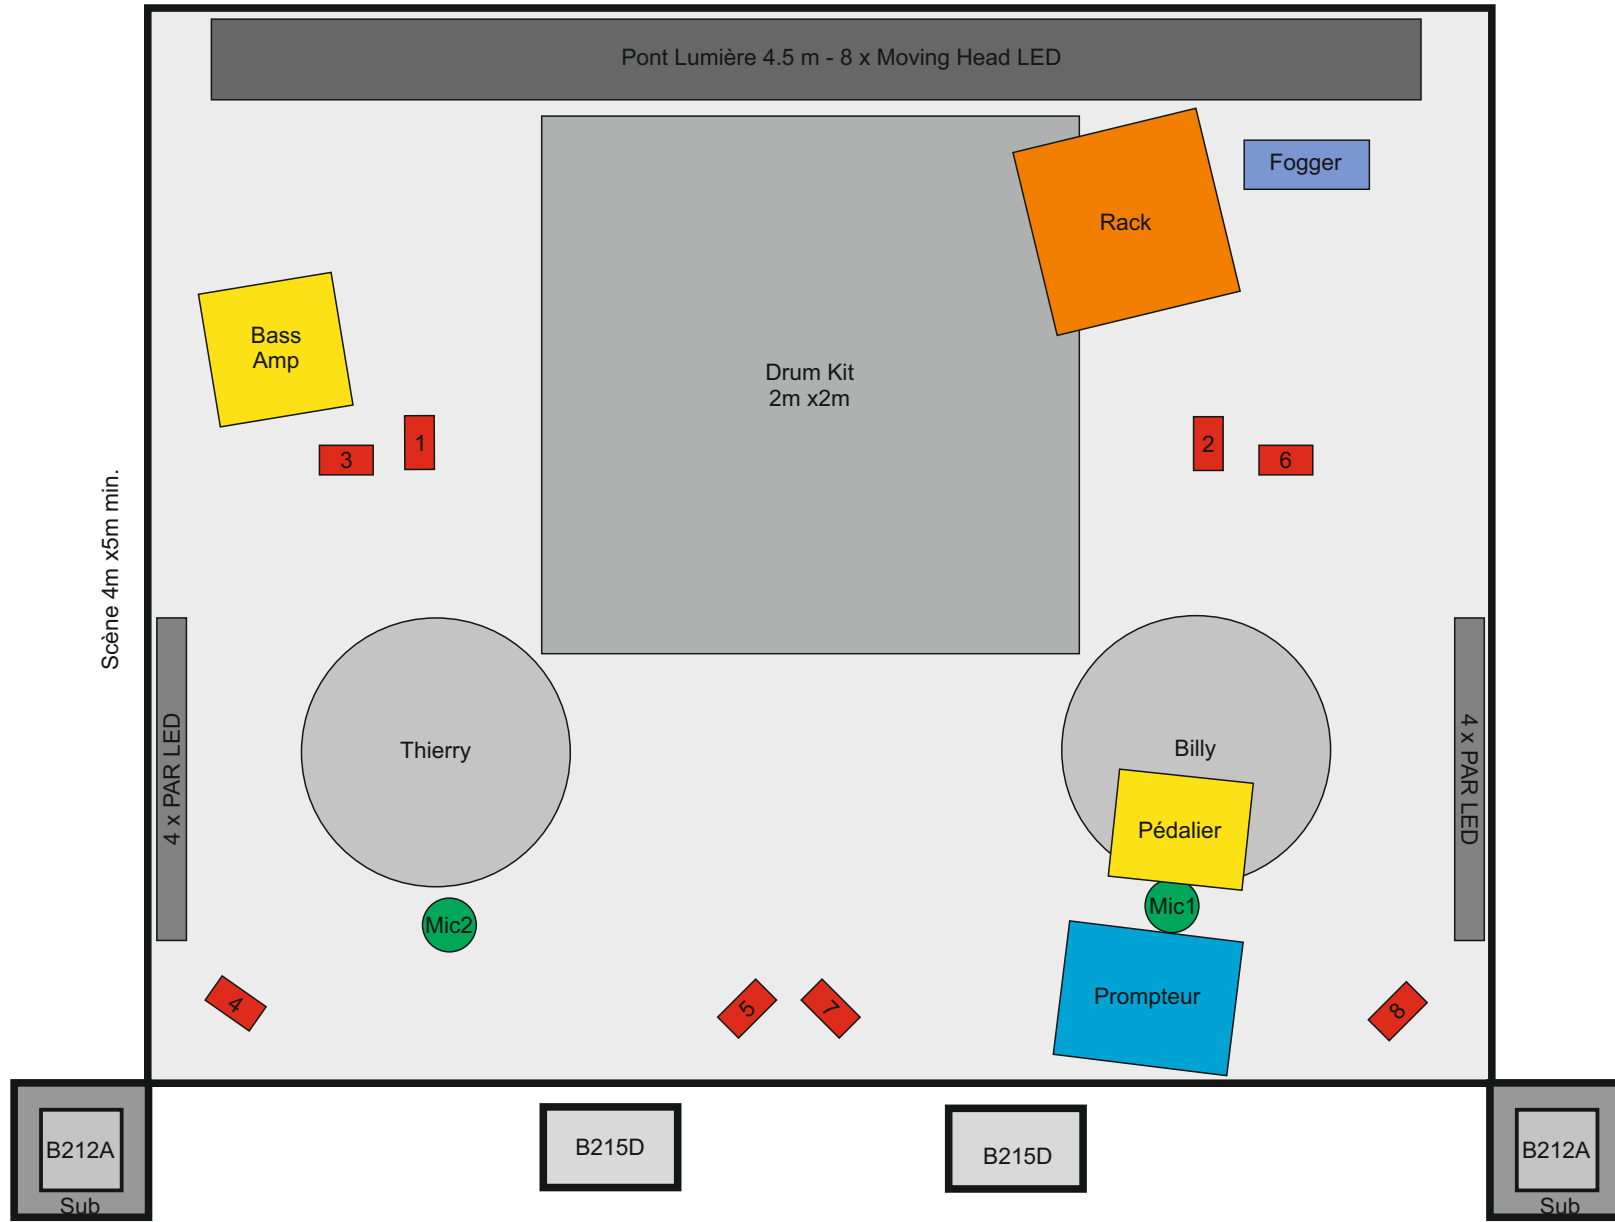 Pont Lumière 4.5 m - 8 x Moving Head LED
Fogger
Rack
Bass
Amp
Drum Kit
2m x2m
1
2
3
6
Scène 4m x5m min.
4 x PAR LED
Thierry
Billy
4 x PAR LED
Pédalier
Mic2
Mic1
Prompteur
4
5
7
8
B212A
Sub
B215D
B215D
B212A
Sub